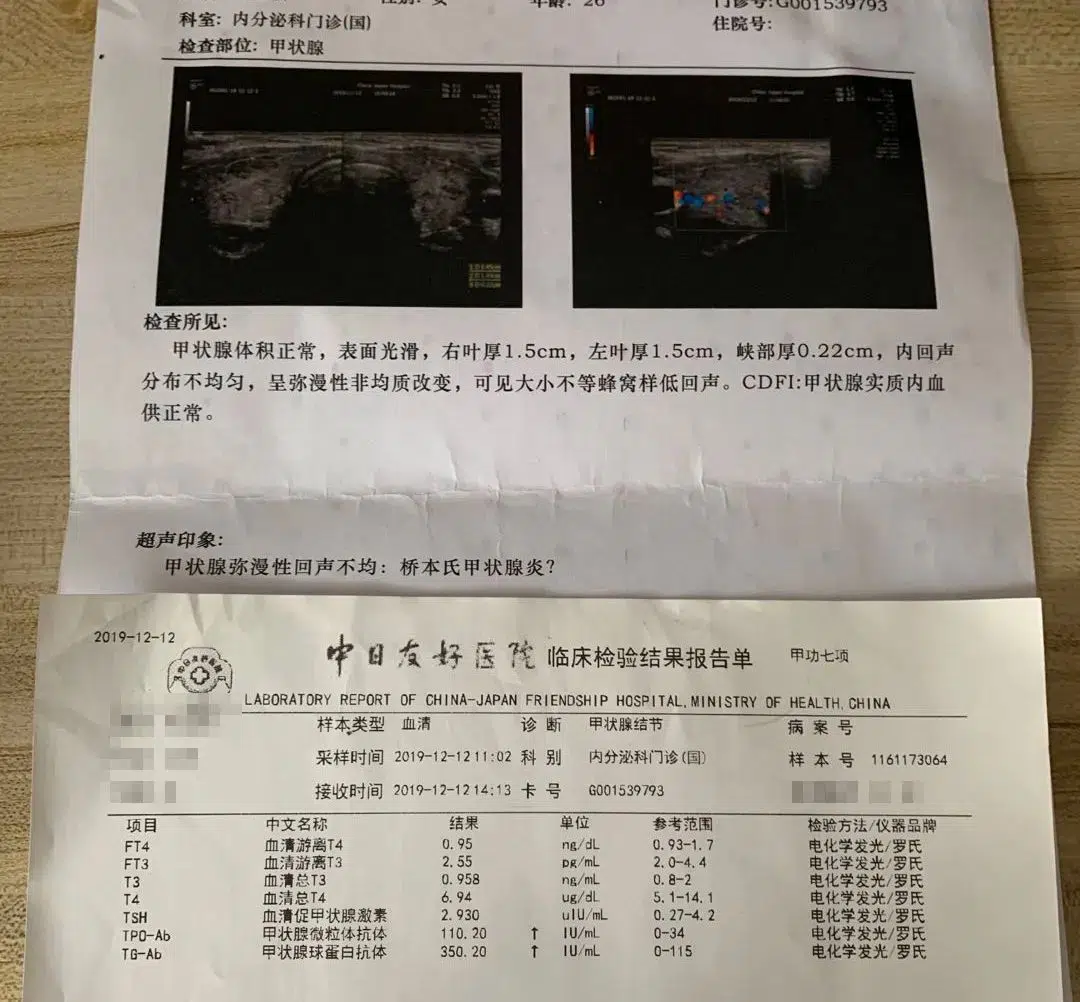 年龄: 26
门诊号:G001539793
科室: 内分泌科门诊(国)
住院号:
检查部位: 甲状腺
检查所见:
甲状腺体积正常，表面光滑，右叶厚1.5cm，左叶厚1.5cm，峡部厚0.22cm，内回声
分布不均匀，呈弥漫性非均质改变，可见大小不等蜂窝样低回声。CDFI:甲状腺实质内血
供正常。
超声印象:
甲状腺弥漫性回声不均: 桥本氏甲状腺炎?
2019-12-12
中日友好医院 临床检验结果报告单 甲功七项
LABORATORY REPORT OF CHINA-JAPAN FRIENDSHIP HOSPITAL,MINISTRY OF HEALTH,CHINA
样本类型 血清 诊断 甲状腺结节 病案号
采样时间 2019-12-12 11:02 科别 内分泌科门诊(国) 样本号 1161173064
接收时间 2019-12-12 14:13 卡号 G001539793
项目 中文名称 结果 单位 参考范围 检验方法/仪器品牌
FT4 血清游离T4 0.95 ng/dL 0.93-1.7 电化学发光/罗氏
FT3 血清游离T3 2.55 pg/mL 2.0-4.4 电化学发光/罗氏
T3 血清总T3 0.958 ng/mL 0.8-2 电化学发光/罗氏
T4 血清总T4 6.94 ug/dL 5.1-14.1 电化学发光/罗氏
TSH 血清促甲状腺激素 2.930 uIU/mL 0.27-4.2 电化学发光/罗氏
TPO-Ab 甲状腺微粒体抗体 110.20 ↑ IU/mL 0-34 电化学发光/罗氏
TG-Ab 甲状腺球蛋白抗体 350.20 ↑ IU/mL 0-115 电化学发光/罗氏